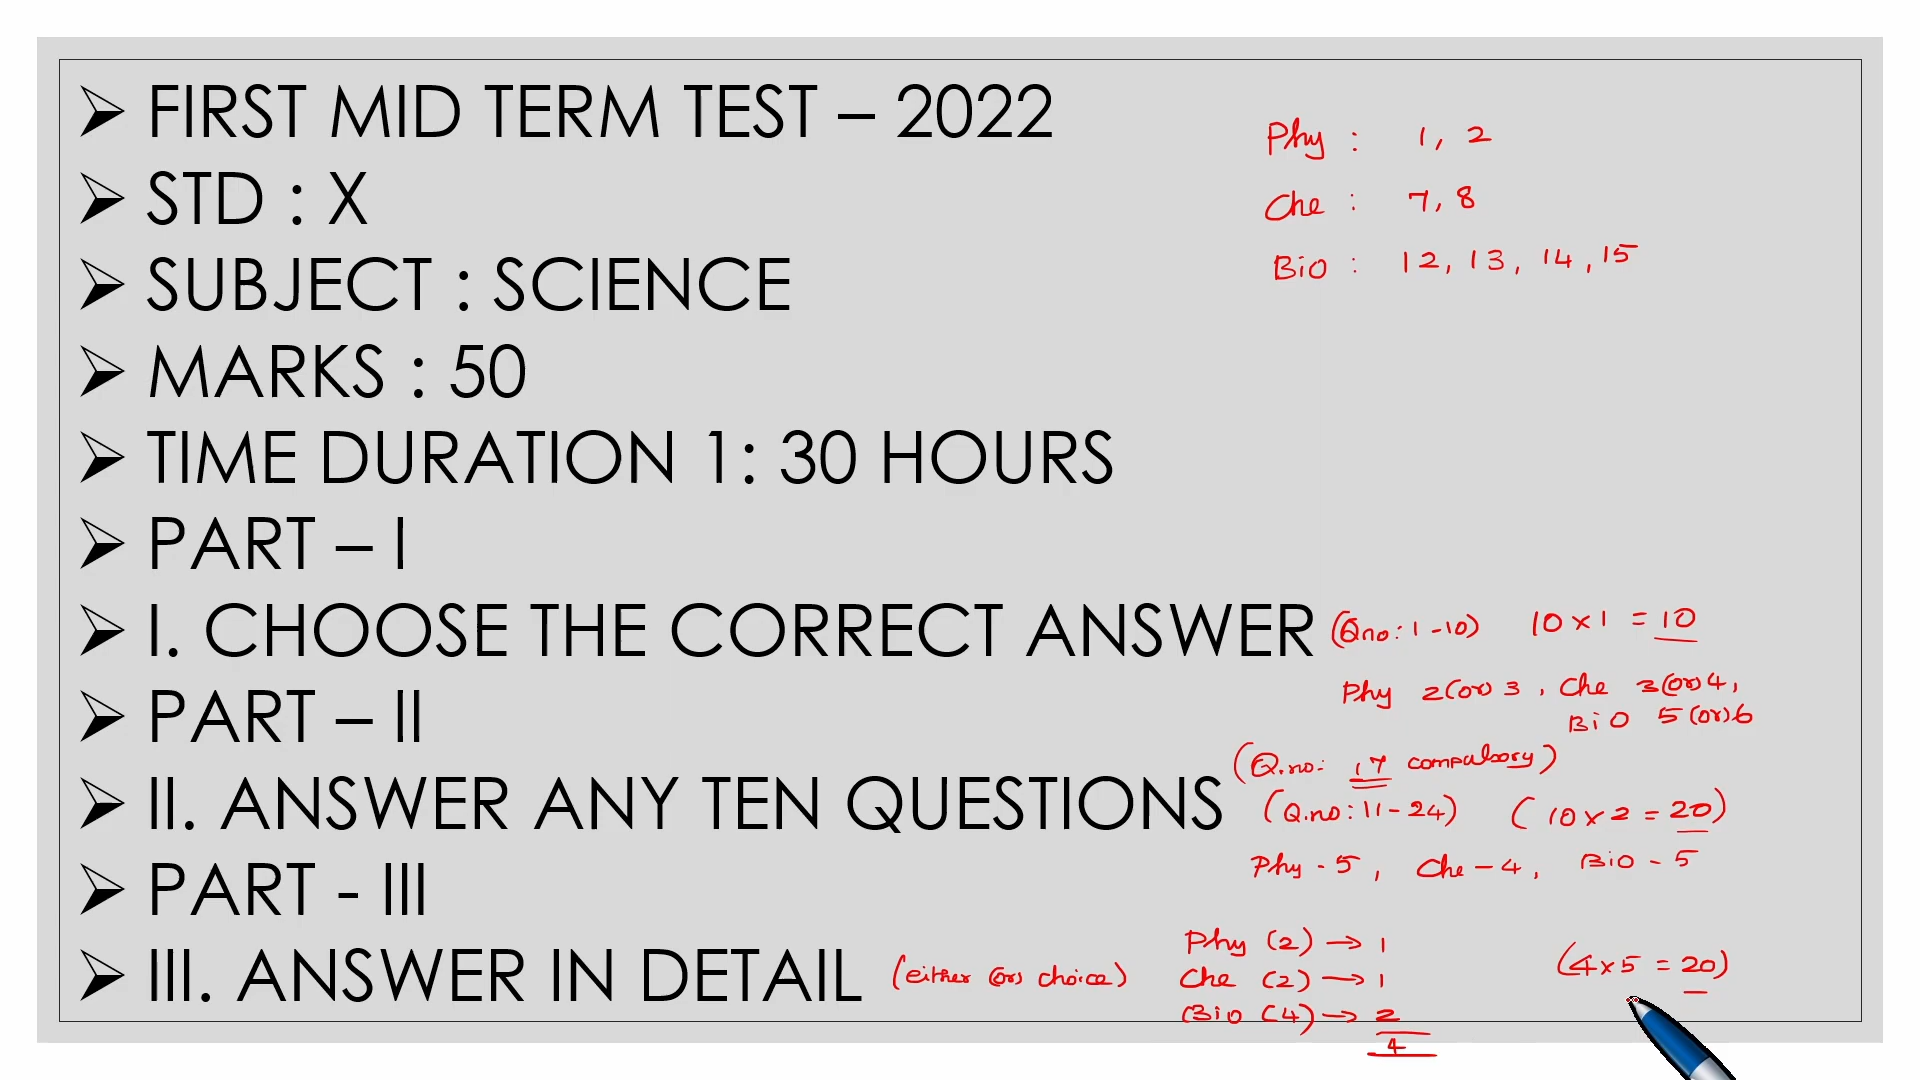 FIRST MID TERM TEST – 2022
Phy : 1, 2
STD : X
Che : 7, 8
SUBJECT : SCIENCE
Bio : 12, 13, 14, 15
MARKS : 50
TIME DURATION 1: 30 HOURS
PART – I
I. CHOOSE THE CORRECT ANSWER (Qno: 1 - 10) 10 x 1 = 10
Phy 2(or) 3 , Che 3(or) 4,
Bio 5 (or) 6
PART – II
(Q.no: 17 compulsory)
II. ANSWER ANY TEN QUESTIONS (Q.no: 11 - 24) ( 10 x 2 = 20)
Phy - 5 , Che - 4 , Bio - 5
PART - III
Phy (2) → 1
III. ANSWER IN DETAIL (either (or) choice) Che (2) → 1 (4 x 5 = 20)
Bio (4) → 2
4